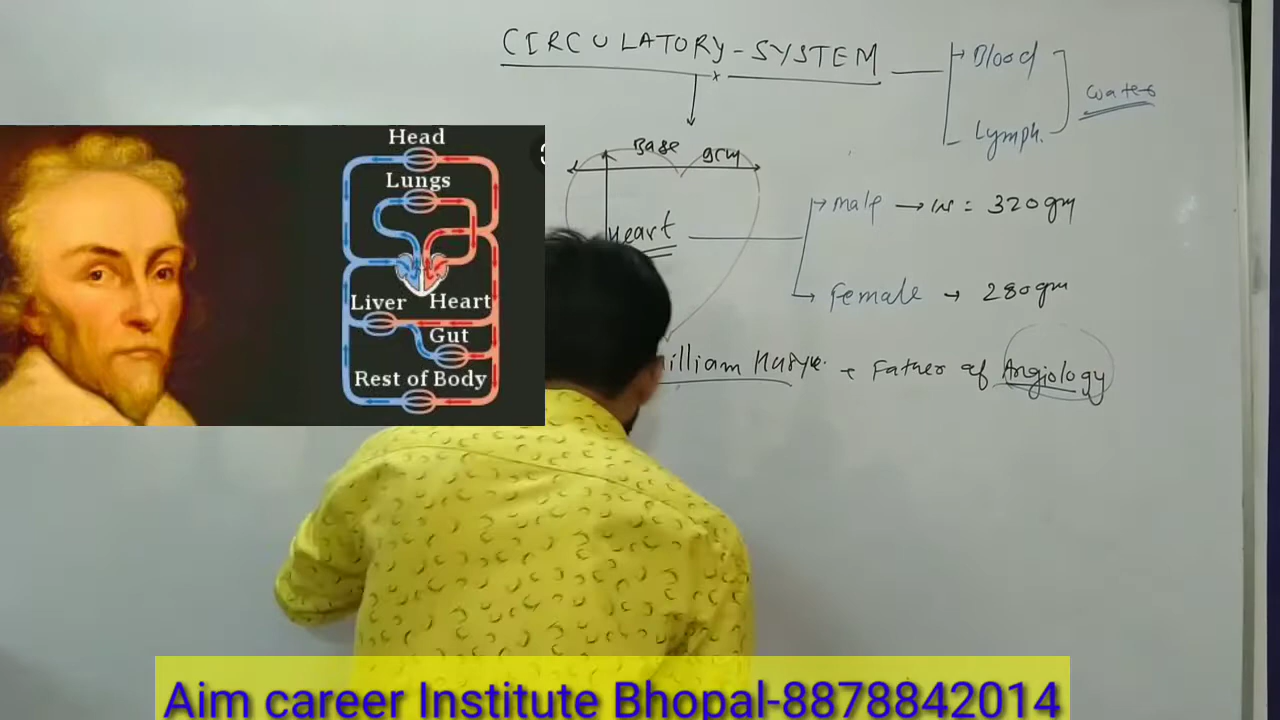 CIRCULATORY-SYSTEM
Blood
Lymph.
Water
Base
9cm
Heart
male → w = 320gm
Female → 280gm
illiam Harve
Father of Angiology
Head
Lungs
Liver Heart
Gut
Rest of Body
Aim career Institute Bhopal-8878842014